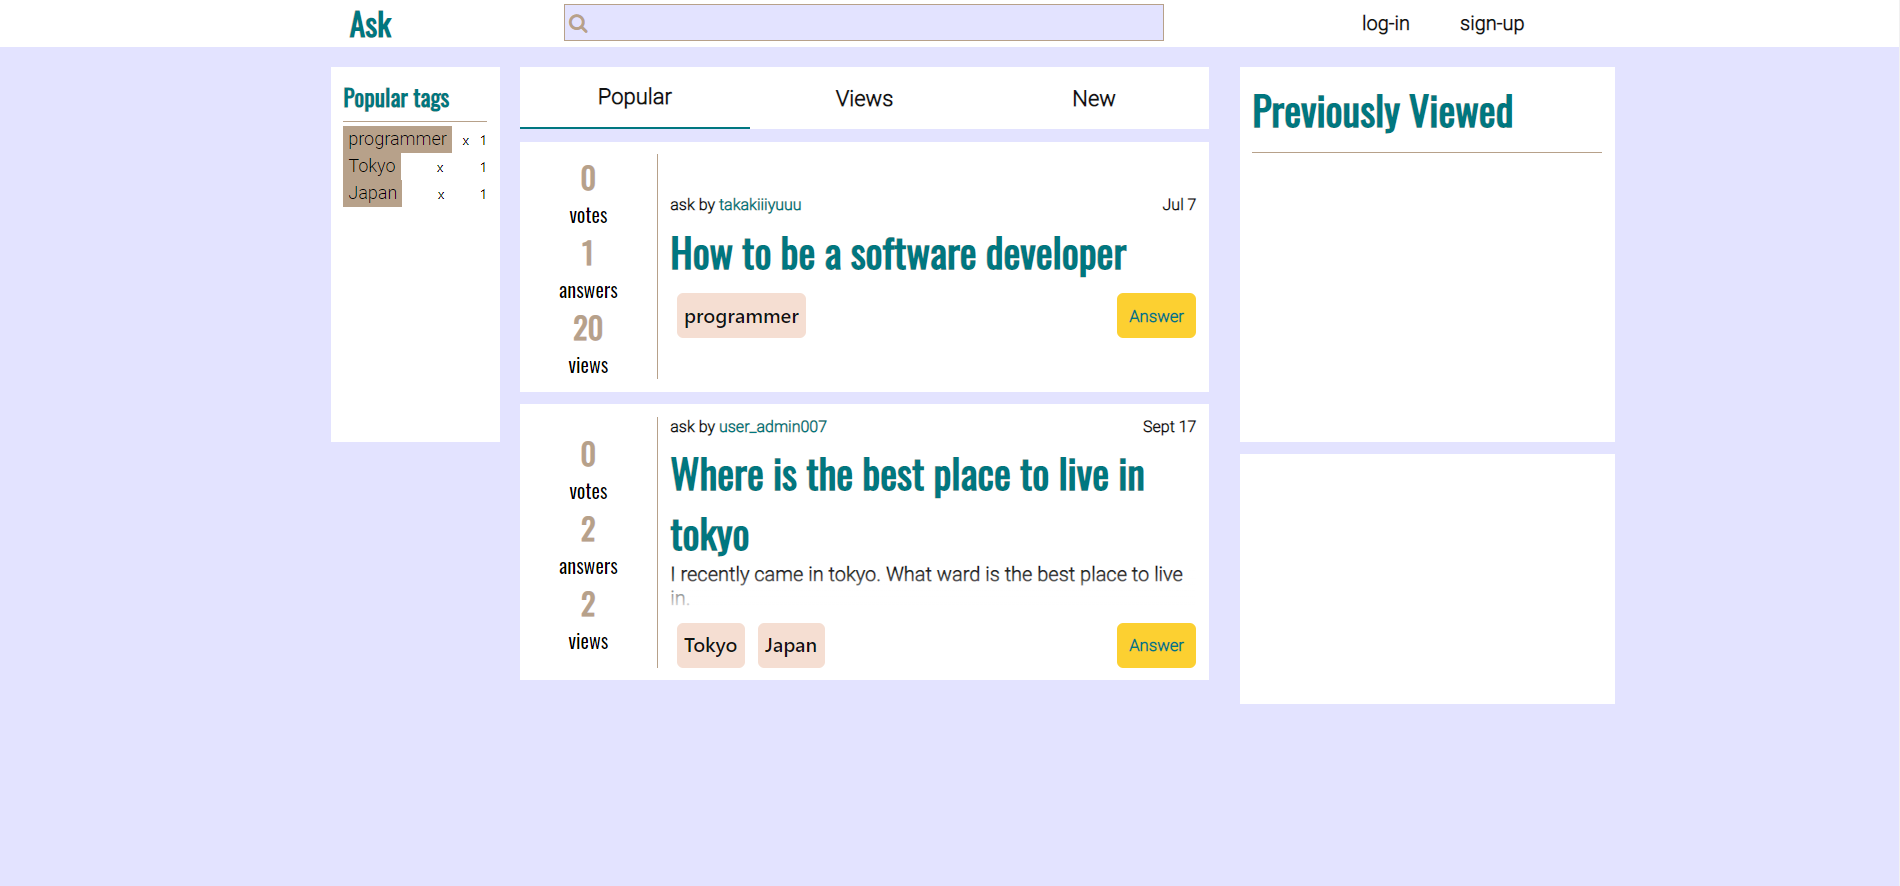 Ask
log-in sign-up
Popular tags
programmer x 1
Tokyo x 1
Japan x 1
Popular Views New
0
votes
1
answers
20
views
ask by takakiiiyuuu Jul 7
How to be a software developer
programmer Answer
0
votes
2
answers
2
views
ask by user_admin007 Sept 17
Where is the best place to live in
tokyo
I recently came in tokyo. What ward is the best place to live
in.
Tokyo Japan Answer
Previously Viewed